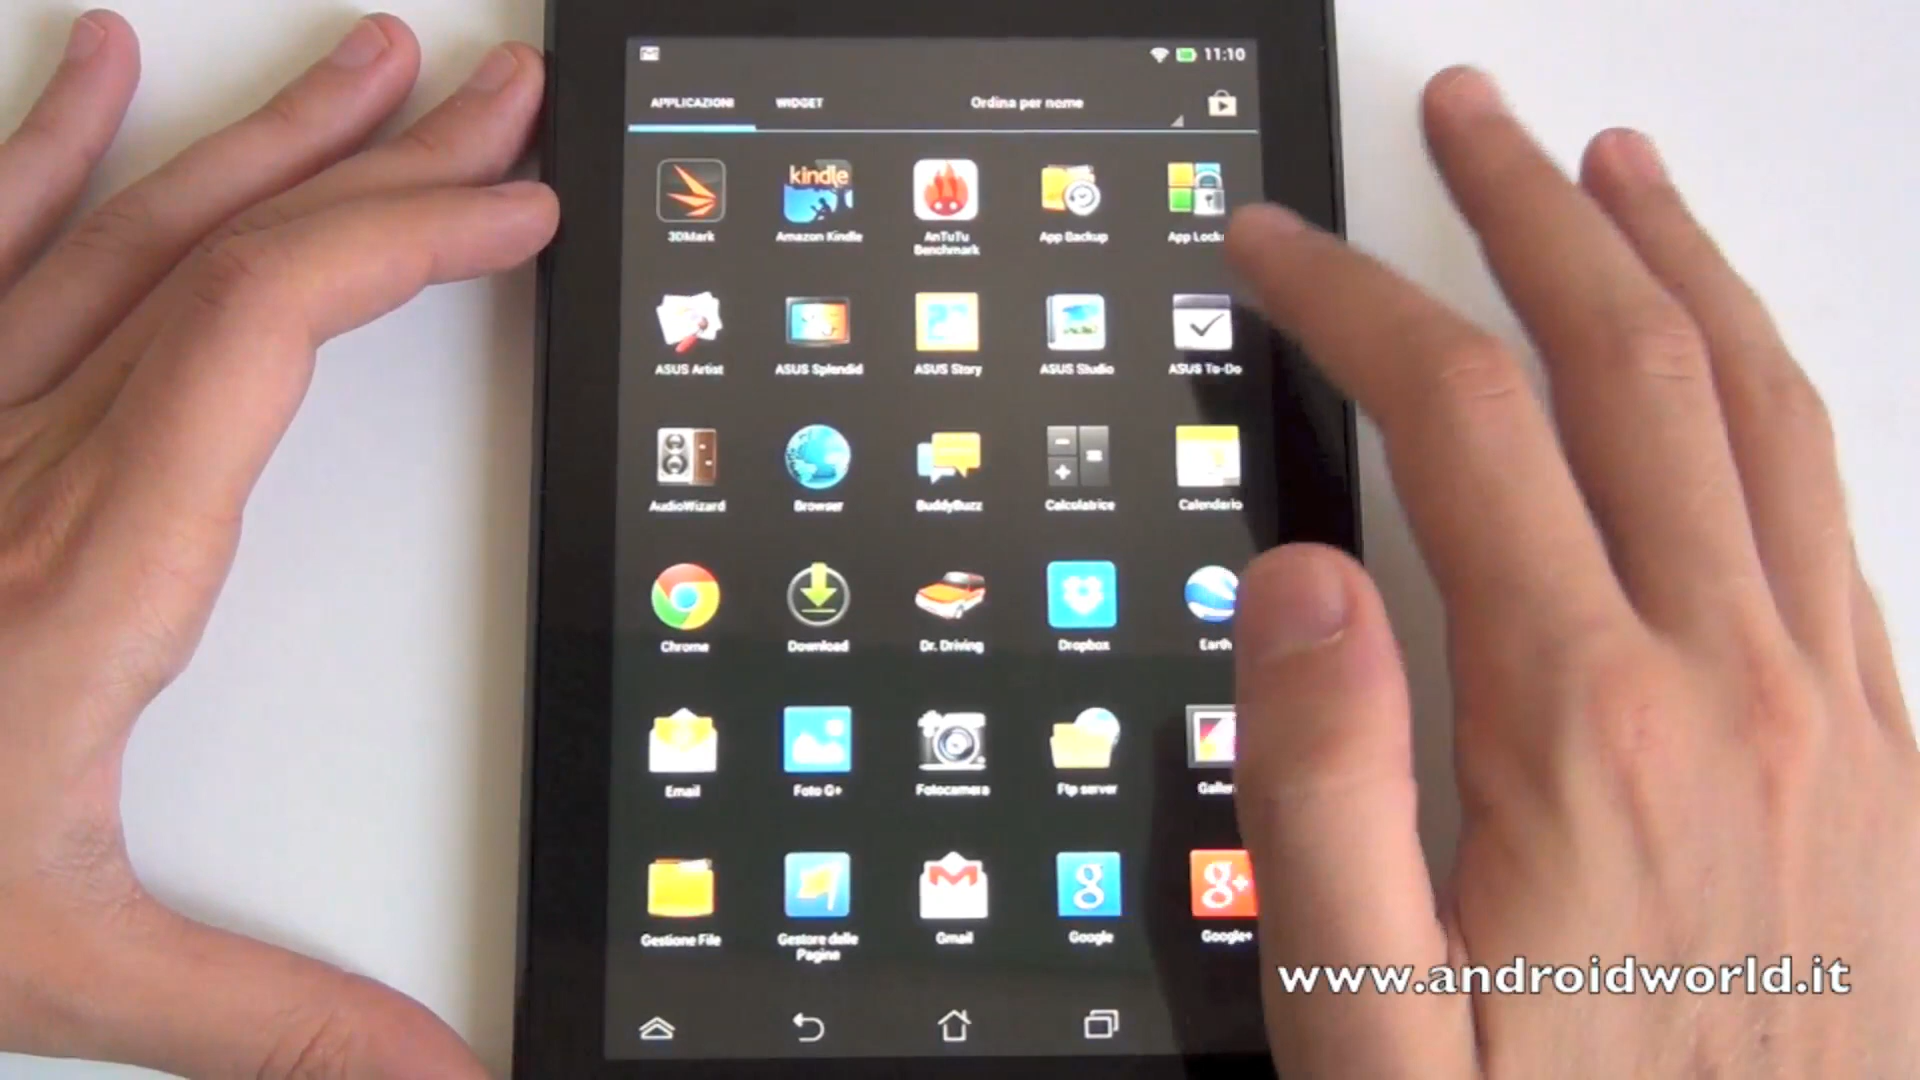 11:10
APPLICAZIONI WIDGET Ordina per nome
kindle
3DMark Amazon Kindle AnTuTu Benchmark App Backup App Lock
ASUS Artist ASUS Splendid ASUS Story ASUS Studio ASUS To-Do
AudioWizard Browser BuddyBuzz Calcolatrice Calendario
Chrome Download Dr. Driving Dropbox Earth
Email Foto G+ Fotocamera Ftp server
g g+
Gestione File Gestore delle Pagine Gmail Google Google+
www.androidworld.it